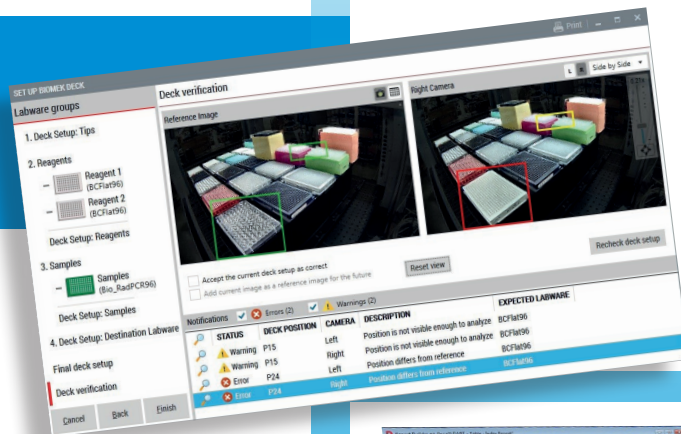 Print
SET UP BIOMEK DECK
Labware groups
1. Deck Setup: Tips
2. Reagents
Reagent 1
(BCFlat96)
Reagent 2
(BCFlat96)
Deck Setup: Reagents
3. Samples
Samples
(Bio_RadPCR96)
Deck Setup: Samples
4. Deck Setup: Destination Labware
Final deck setup
Deck verification
Cancel Back Finish
Deck verification
Reference Image
Right Camera
L R Side by Side
Accept the current deck setup as correct
Add current image as a reference image for the future
Reset view
Recheck deck setup
Notifications Errors (2) Warnings (2)
STATUS DECK POSITION CAMERA DESCRIPTION EXPECTED LABWARE
Warning P15 Left Position is not visible enough to analyze BCFlat96
Warning P15 Right Position is not visible enough to analyze BCFlat96
Error P24 Left Position differs from reference BCFlat96
Error P24 Right Position differs from reference BCFlat96